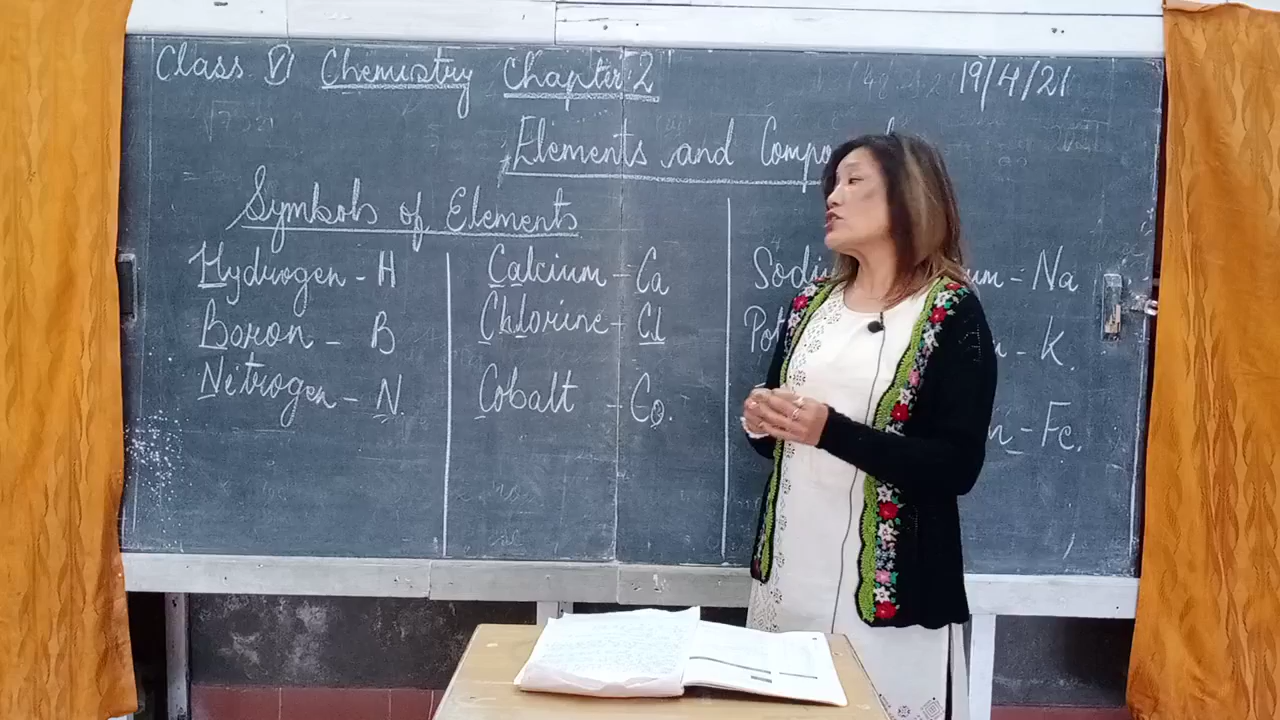 Class VI Chemistry Chapter 2 19/4/21
Elements and Compo
Symbols of Elements
Hydrogen - H
Boron - B
Nitrogen - N.
Calcium - Ca
Chlorine - Cl
Cobalt - Co.
Sodi um - Na
Pot - K.
n - Fe.